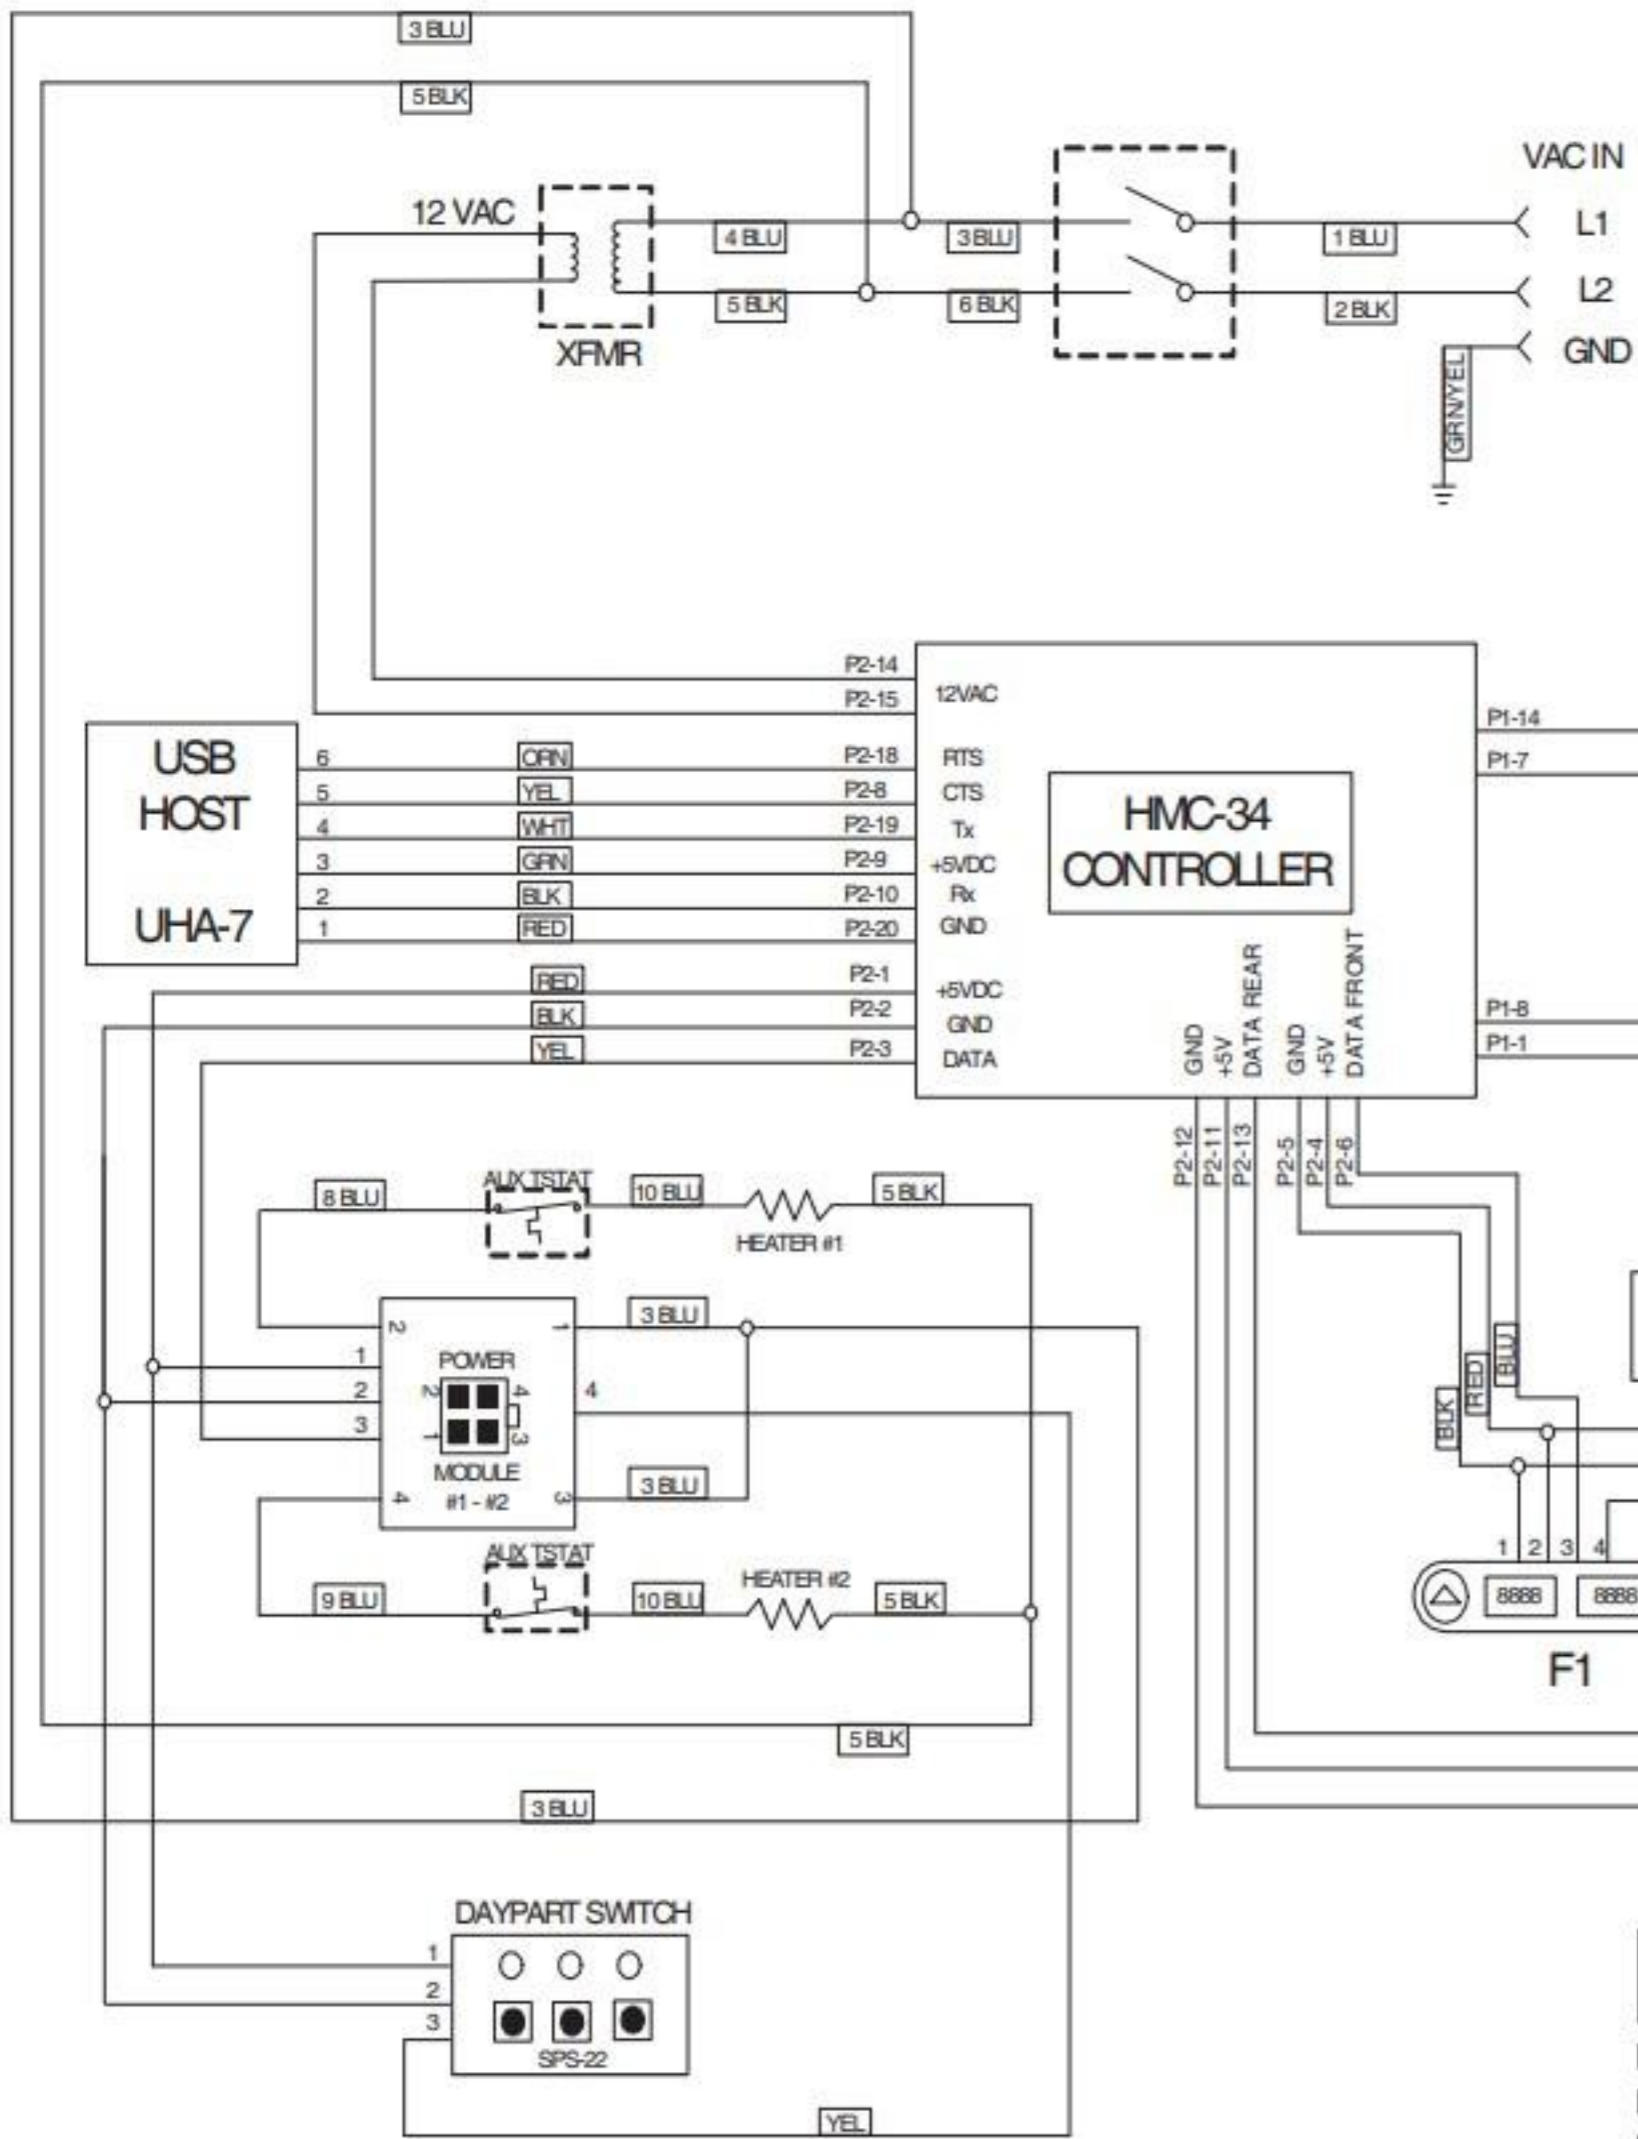 3 BLU
5 BLK
VAC IN
12 VAC
4 BLU
3 BLU
1 BLU
L1
5 BLK
6 BLK
2 BLK
L2
XFMR
GND
GRN/YEL
P2-14
P2-15
12VAC
P1-14
P1-7
USB
HOST
UHA-7
6
ORN
P2-18
RTS
5
YEL
P2-8
CTS
4
WHT
P2-19
Tx
3
GRN
P2-9
+5VDC
2
BLK
P2-10
Rx
1
RED
P2-20
GND
HMC-34
CONTROLLER
RED
P2-1
+5VDC
BLK
P2-2
GND
YEL
P2-3
DATA
GND
+5V
DATA REAR
GND
+5V
DATA FRONT
P1-8
P1-1
P2-12
P2-11
P2-13
P2-5
P2-4
P2-6
8 BLU
AUX TSTAT
10 BLU
5 BLK
HEATER #1
3 BLU
2
1
1
2
3
POWER
2
4
1
3
MODULE
#1 - #2
4
3
4
3 BLU
BLK
RED
BLU
AUX TSTAT
9 BLU
10 BLU
HEATER #2
5 BLK
1
2
3
4
8888
8888
F1
5 BLK
3 BLU
DAYPART SWITCH
1
2
3
SPS-22
YEL